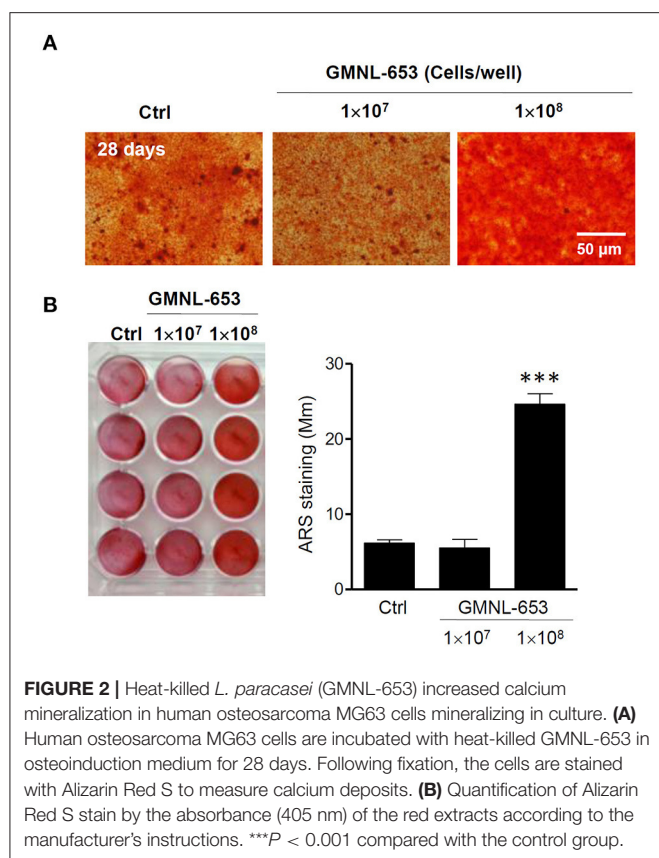 A
GMNL-653 (Cells/well)
Ctrl 1×10⁷ 1×10⁸
28 days
50 µm
B
GMNL-653
Ctrl 1×10⁷ 1×10⁸
30
20
10
0
ARS staining (Mm)
***
Ctrl GMNL-653
1×10⁷ 1×10⁸
FIGURE 2 | Heat-killed L. paracasei (GMNL-653) increased calcium
mineralization in human osteosarcoma MG63 cells mineralizing in culture. (A)
Human osteosarcoma MG63 cells are incubated with heat-killed GMNL-653 in
osteoinduction medium for 28 days. Following fixation, the cells are stained
with Alizarin Red S to measure calcium deposits. (B) Quantification of Alizarin
Red S stain by the absorbance (405 nm) of the red extracts according to the
manufacturer's instructions. ***P < 0.001 compared with the control group.